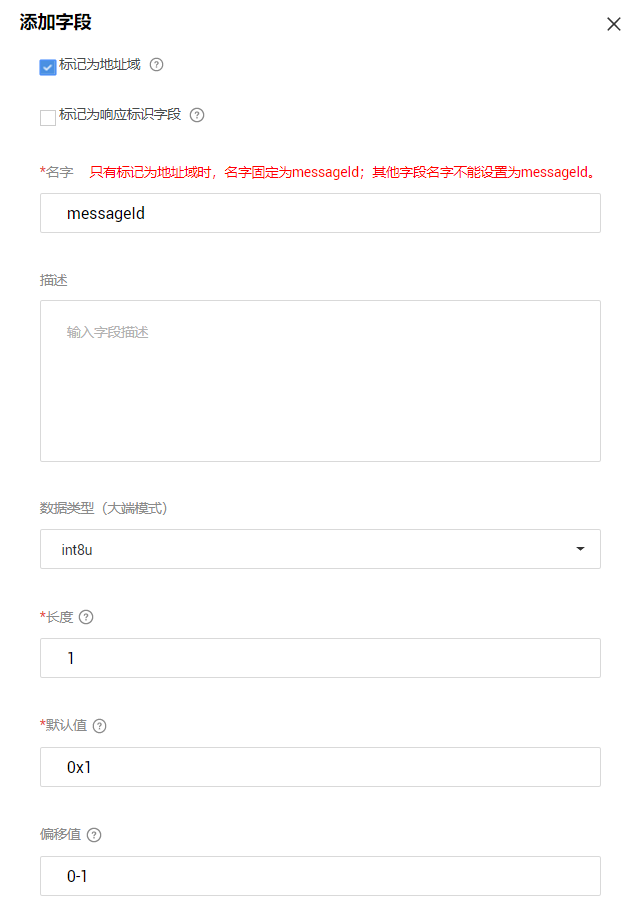 添加字段
标记为地址域
标记为响应标识字段
*名字 只有标记为地址域时，名字固定为messageId；其他字段名字不能设置为messageId。
messageId
描述
输入字段描述
数据类型（大端模式）
int8u
*长度
1
*默认值
0x1
偏移值
0-1